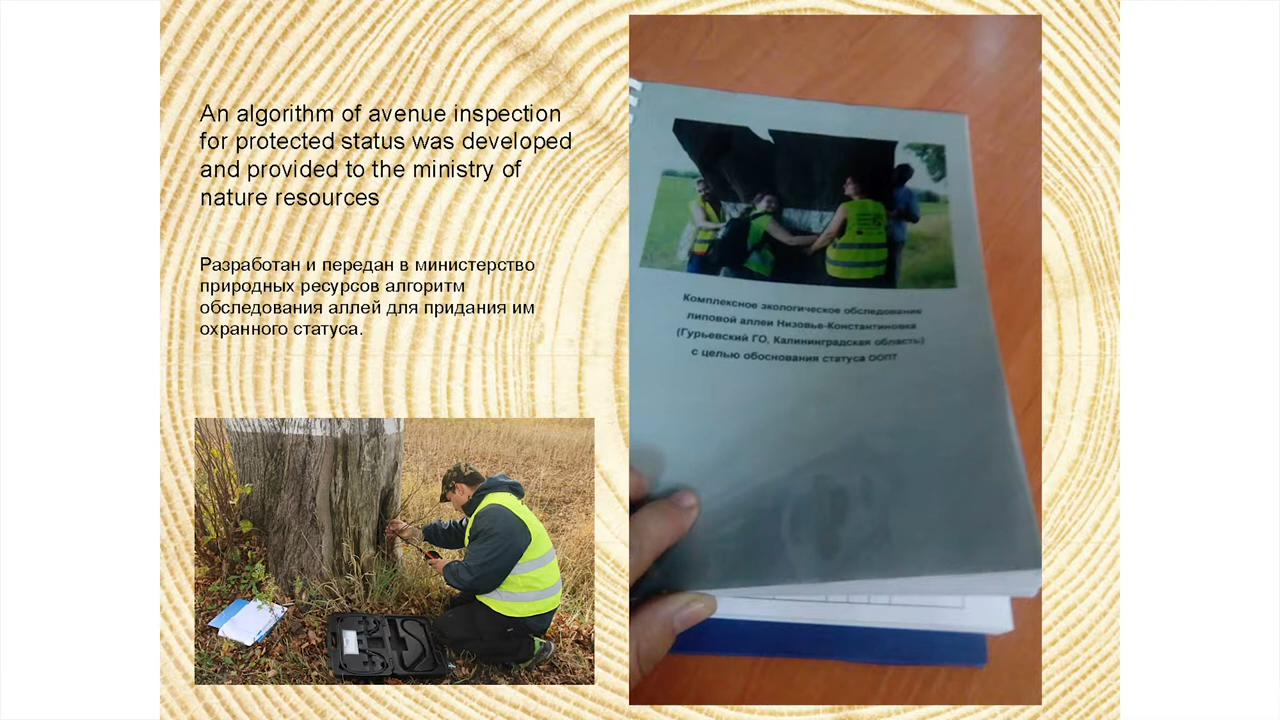 An algorithm of avenue inspection
for protected status was developed
and provided to the ministry of
nature resources
Разработан и передан в министерство
природных ресурсов алгоритм
обследования аллей для придания им
охранного статуса.
Комплексное экологическое обследование
липовой аллеи Низовье-Константиновка
(Гурьевский ГО, Калининградская область)
с целью обоснования статуса ООПТ